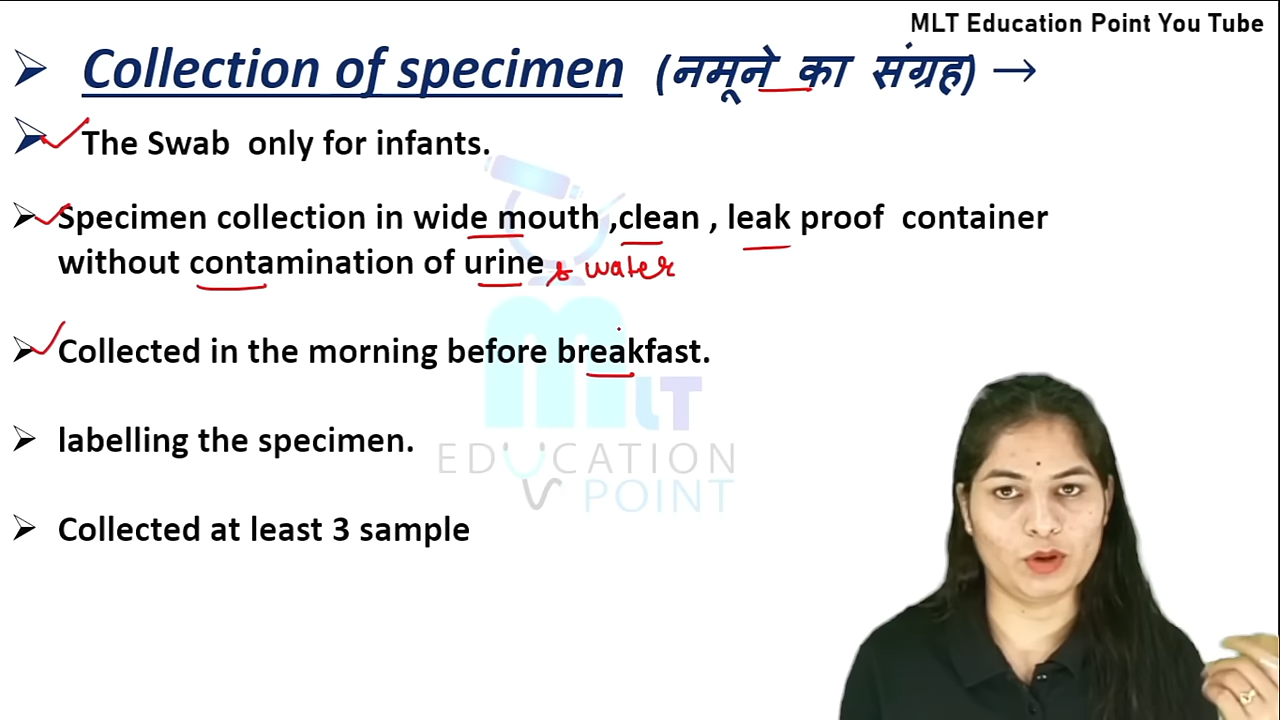 MLT Education Point You Tube
➢ Collection of specimen (नमूने का संग्रह) →
➢ The Swab only for infants.
➢ Specimen collection in wide mouth ,clean , leak proof container
without contamination of urine & water
➢ Collected in the morning before breakfast.
MLT
➢ labelling the specimen.
EDUCATION
POINT
➢ Collected at least 3 sample